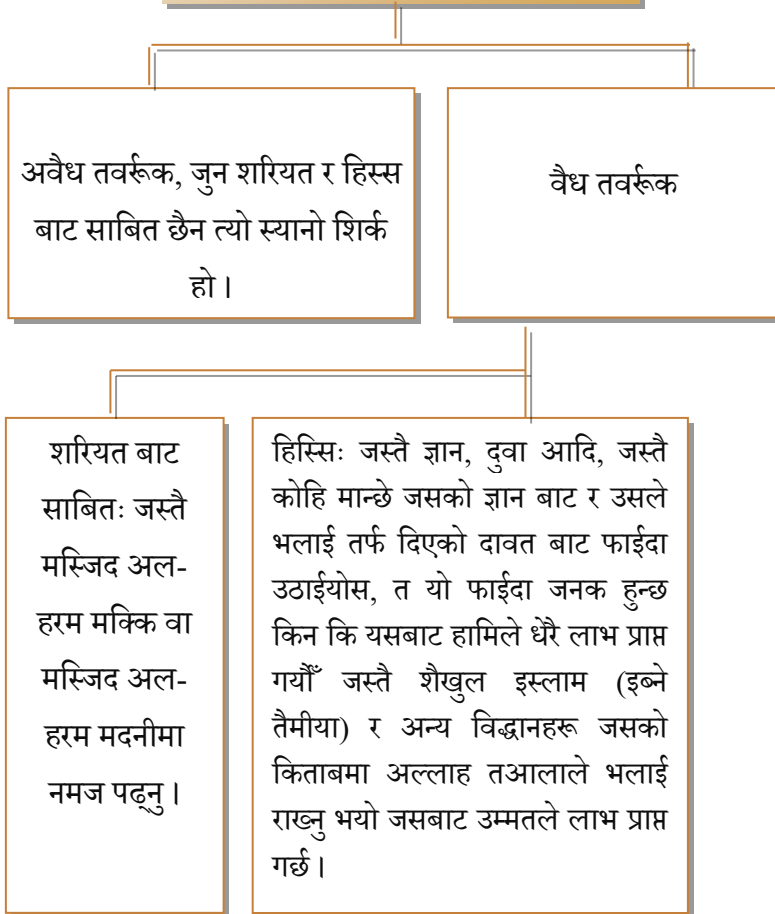 अवैध तवर्रूक, जुन शरियत र हिस्स
बाट साबित छैन त्यो स्यानो शिर्क
हो ।
वैध तवर्रूक
शरियत बाट
साबितः जस्तै
मस्जिद अल-
हरम मक्कि वा
मस्जिद अल-
हरम मदनीमा
नमज पढ्नु ।
हिस्सिः जस्तै ज्ञान, दुवा आदि, जस्तै
कोहि मान्छे जसको ज्ञान बाट र उसले
भलाई तर्फ दिएको दावत बाट फाईदा
उठाईयोस, त यो फाईदा जनक हुन्छ
किन कि यसबाट हामिले धेरै लाभ प्राप्त
गर्यौँ जस्तै शैखुल इस्लाम (इब्ने
तैमीया) र अन्य विद्धानहरू जसको
किताबमा अल्लाह तआलाले भलाई
राख्नु भयो जसबाट उम्मतले लाभ प्राप्त
गर्छ ।